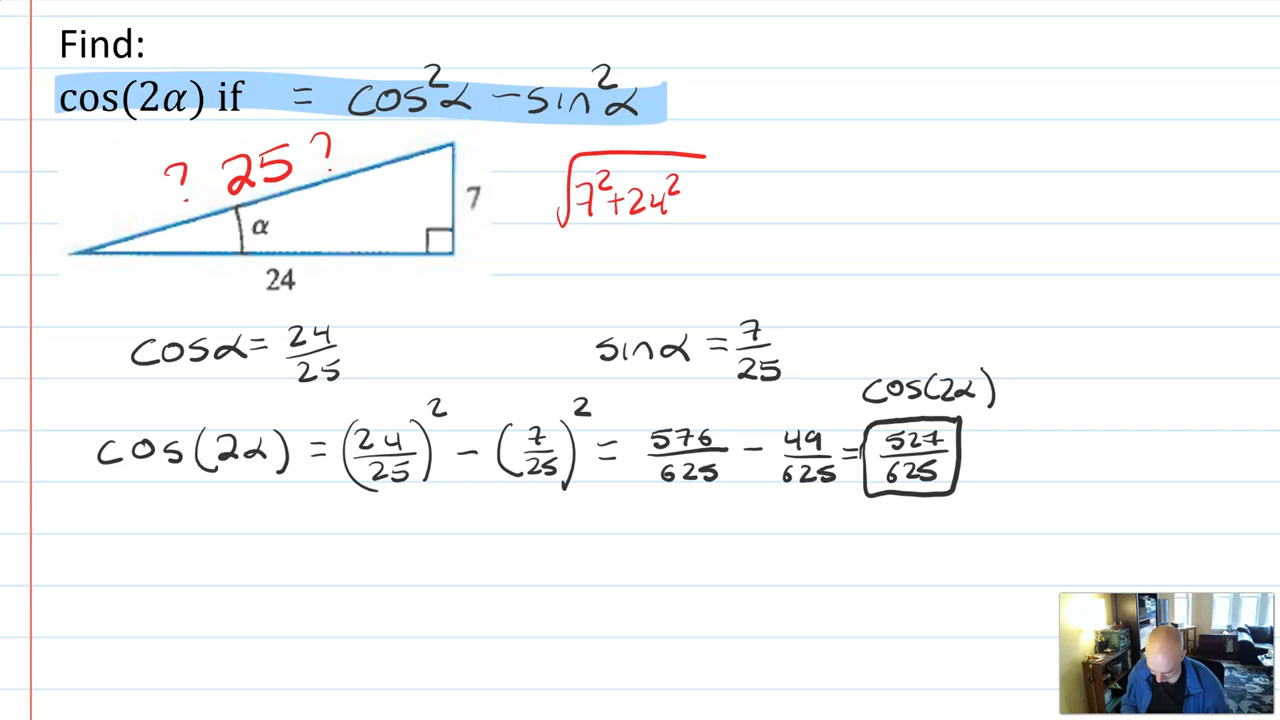 Find:
cos(2α) if = cos²α − sin²α
? 25 ?
√7²+24²
7
α
24
cosα = 24/25
sinα = 7/25
cos(2α)
cos(2α) = (24/25)² − (7/25)² = 576/625 − 49/625 = 527/625